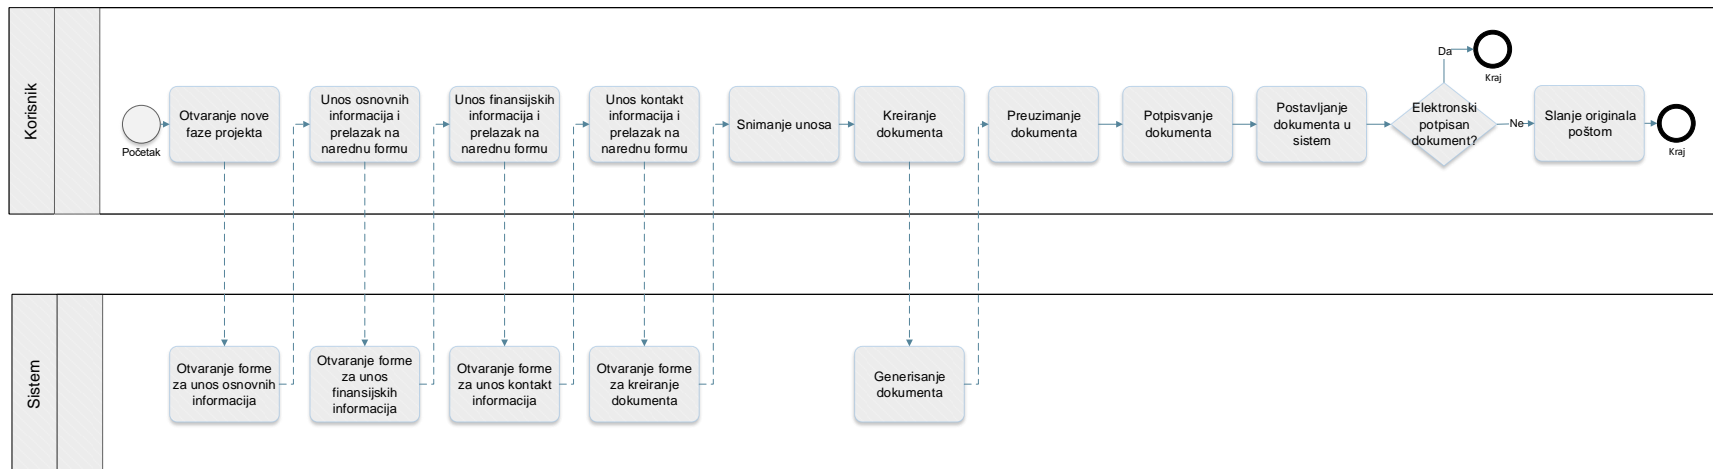 Korisnik
Početak
Otvaranje nove
faze projekta
Unos osnovnih
informacija i
prelazak na
narednu formu
Unos finansijskih
informacija i
prelazak na
narednu formu
Unos kontakt
informacija i
prelazak na
narednu formu
Snimanje unosa
Kreiranje
dokumenta
Preuzimanje
dokumenta
Potpisvanje
dokumenta
Postavljanje
dokumenta u
sistem
Elektronski
potpisan
dokument?
Da
Kraj
Ne
Slanje originala
poštom
Kraj
Sistem
Otvaranje forme
za unos osnovnih
informacija
Otvaranje forme
za unos
finansijskih
informacija
Otvaranje forme
za unos kontakt
informacija
Otvaranje forme
za kreiranje
dokumenta
Generisanje
dokumenta